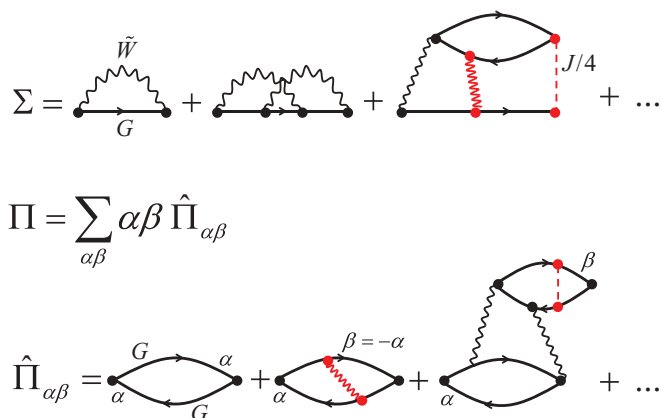 W̃
J/4
Σ = + + + ...
G
Π = ∑ αβ Π̂αβ
αβ
β
G α β = −α
Π̂αβ = + + + ...
α G α α